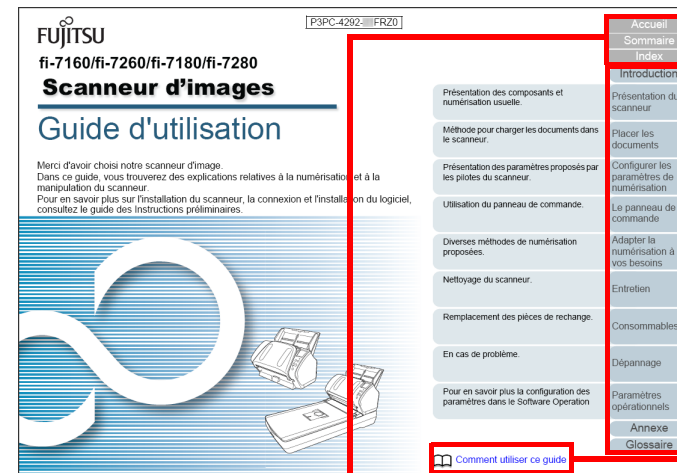 P3PC-4292-
FRZ0
FUJITSU
fi-7160/fi-7260/fi-7180/fi-7280
Scanneur d'images
Guide d'utilisation
Merci d'avoir choisi notre scanneur d'image.
Dans ce guide, vous trouverez des explications relatives à la numérisation et à la
manipulation du scanneur.
Pour en savoir plus sur l'installation du scanneur, la connexion et l'installation du logiciel,
consultez le guide des Instructions préliminaires.
Présentation des composants et
numérisation usuelle.
Méthode pour charger les documents dans
le scanneur.
Présentation des paramètres proposés par
les pilotes du scanneur.
Utilisation du panneau de commande.
Diverses méthodes de numérisation
proposées.
Nettoyage du scanneur.
Remplacement des pièces de rechange.
En cas de problème.
Pour en savoir plus la configuration des
paramètres dans le Software Operation
Comment utiliser ce guide
Accueil
Sommaire
Index
Introduction
Présentation du
scanneur
Placer les
documents
Configurer les
paramètres de
numérisation
Le panneau de
commande
Adapter la
numérisation à
vos besoins
Entretien
Consommables
Dépannage
Paramètres
opérationnels
Annexe
Glossaire